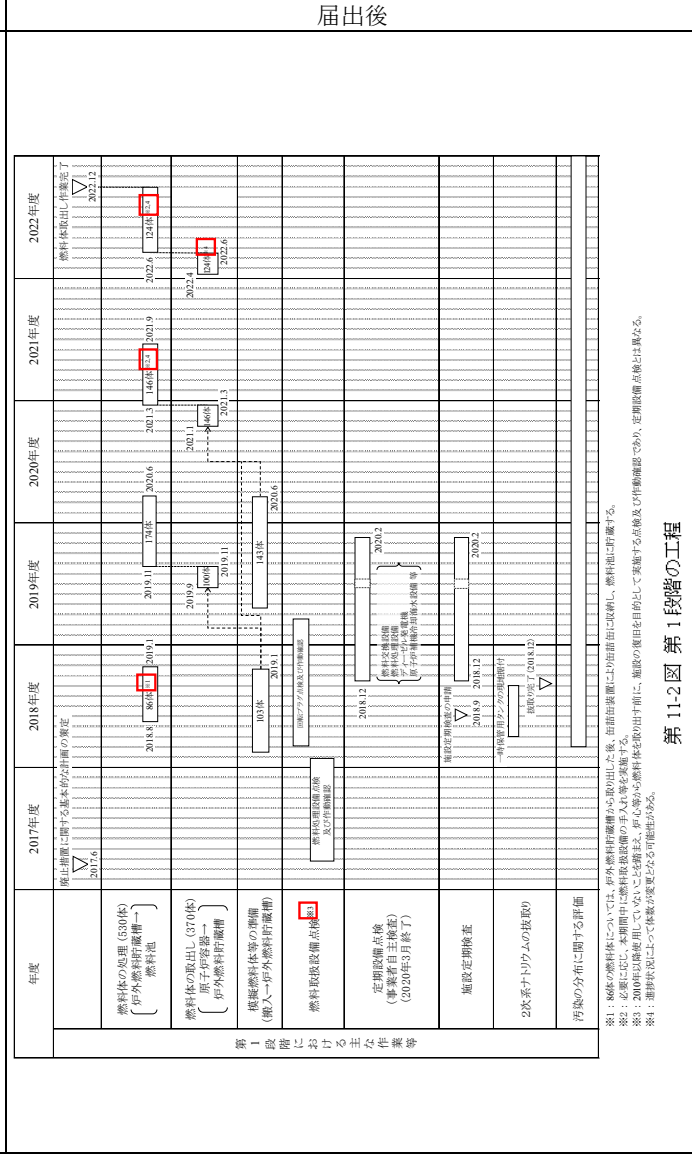 届出後
年度
2017年度
2018年度
2019年度
2020年度
2021年度
2022年度
第1段階における主な作業等
廃止措置に関する基本的な計画の策定
2017.6
燃料体取出し作業完了
2022.12
燃料体の処理 (530体)
炉外燃料貯蔵槽→
燃料池
2018.8
86体※1
2019.1
2019.11
174体
2020.6
2021.3
146体※2,4
2021.9
2022.6
124体※2,4
燃料体の取出し (370体)
原子炉容器→
炉外燃料貯蔵槽
2019.9
100体
2019.11
2021.1
146体
2021.3
2022.4
124体※4
2022.6
模擬燃料体等の準備
(搬入→炉外燃料貯蔵槽)
103体
2019.1
143体
2020.6
燃料取扱設備点検※3
燃料処理設備点検
及び作動確認
回転プラグ点検及び作動確認
定期設備点検
(事業者自主検査)
(2020年3月終了)
2018.12
2020.2
燃料交換設備
燃料処理設備
ディーゼル発電機
原子炉補機冷却海水設備 等
施設定期検査
施設定期検査の申請
2018.9
2018.12
2020.2
2次系ナトリウムの抜取り
一時保管用タンクの現地据付
抜取り完了 (2018.12)
汚染の分布に関する評価
※1：86体の燃料体については、炉外燃料貯蔵槽から取り出した後、缶詰缶装置により缶詰缶に収納し、燃料池に貯蔵する。
※2：必要に応じ、本期間中に燃料取扱設備の手入れ等を実施する。
※3：2010年以降使用していないことを踏まえ、炉心等から燃料体を取り出す前に、施設の復旧を目的として実施する点検及び作動確認であり、定期設備点検とは異なる。
※4：進捗状況によって体数が変更となる可能性がある。
第 11-2 図 第 1 段階の工程